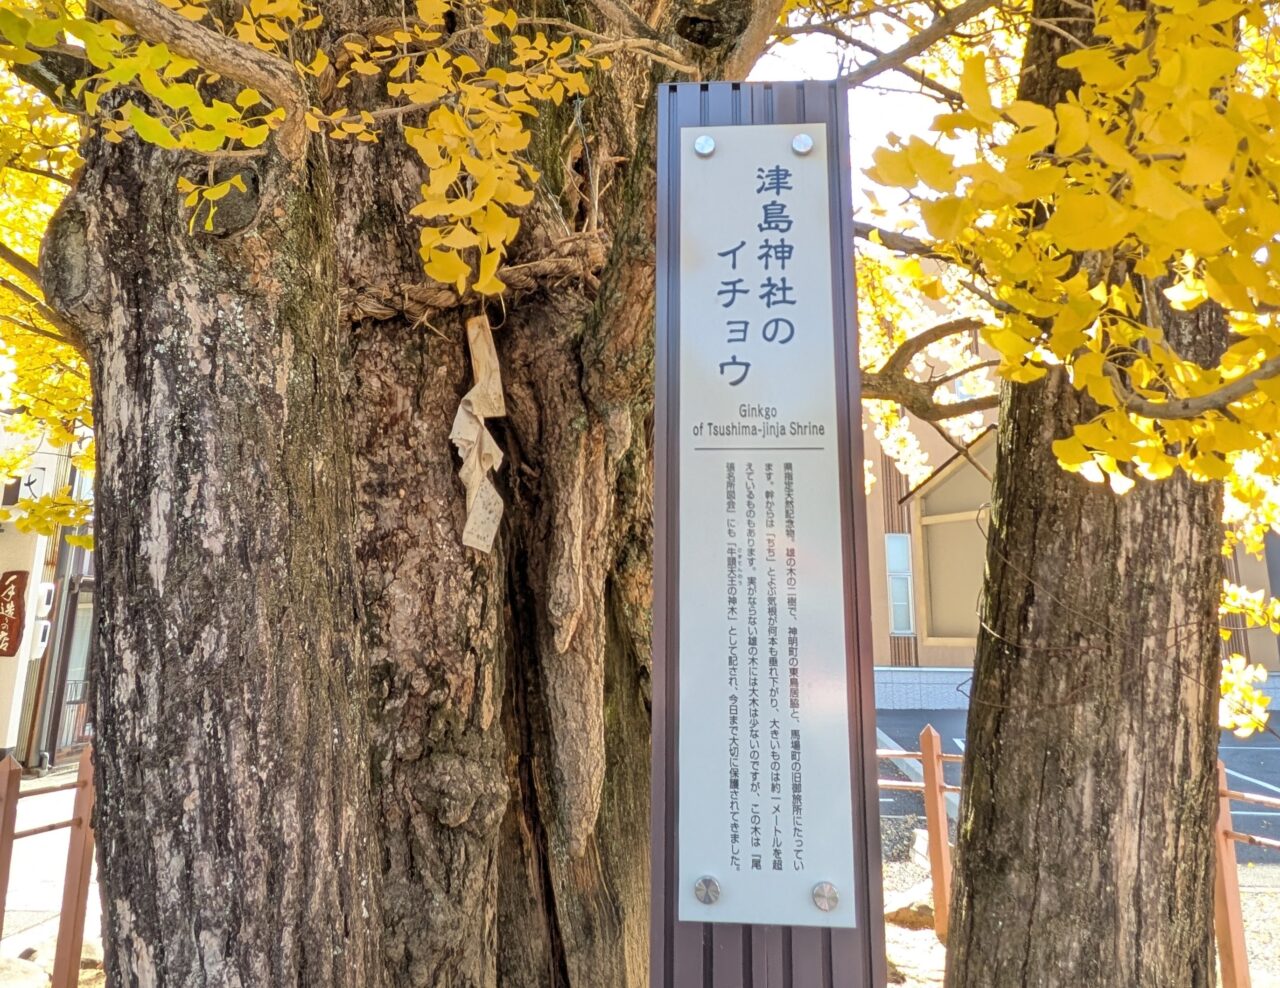 津島神社の
イチョウ
Ginkgo
of Tsushima-jinja Shrine
県指定天然記念物。雄の木の二樹で、神明町の東鳥居脇と、馬場町の旧御旅所にたってい
ます。幹からは「ちち」とよぶ気根が何本も垂れ下がり、大きいものは約一メートルを超
えているものもあります。実がならない雄の木には大木は少ないのですが、この木は『尾
張名所図会』にも「牛頭天王の神木」として記され、今日まで大切に保護されてきました。
手造りの店